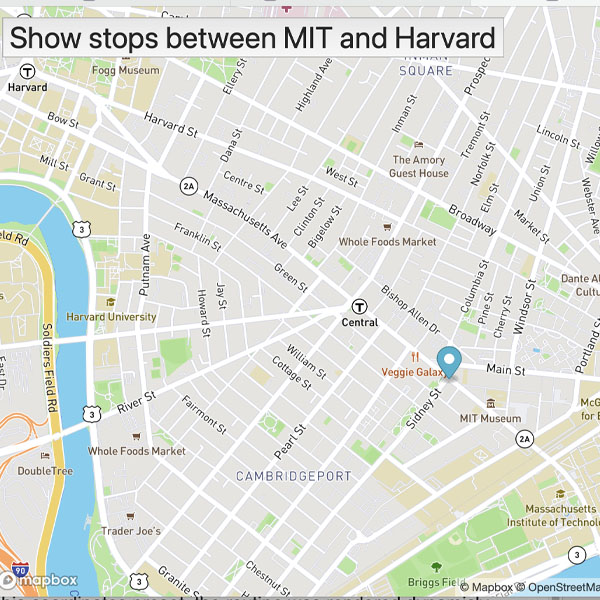 Show stops between MIT and Harvard
INMAN
SQUARE
Harvard
Fogg Museum
Ellery St
Highland Ave
Prospec
Bow St
Harvard St
Dana St
Inman St
Tremont St
Norfolk St
Lincoln St
Willow
Mill St
Grant St
The Amory
Guest House
West St
Centre St
2A
Massachusetts Ave
Lee St
Clinton St
Bigelow St
Elm St
Union St
Webster Ave
Broadway
Market St
3
Field Rd
Putnam Ave
Franklin St
Whole Foods Market
Green St
Columbia St
Pine St
Cherry St
Windsor St
Dante Al
Cultu
Harvard University
Howard St
Jay St
Bishop Allen Dr
Central
Soldiers Field Rd
East Dr
William St
Cottage St
Veggie Galaxy
Main St
Portland St
3
River St
Fairmont St
Sidney St
MIT Museum
McG
for B
2A
Pearl St
Whole Foods Market
DoubleTree
CAMBRIDGEPORT
Trader Joe's
Massachusetts
Institute of Technolo
3
90
mapbox
3
Granite St
Chestnut St
Briggs Field
© Mapbox © OpenStreetMa